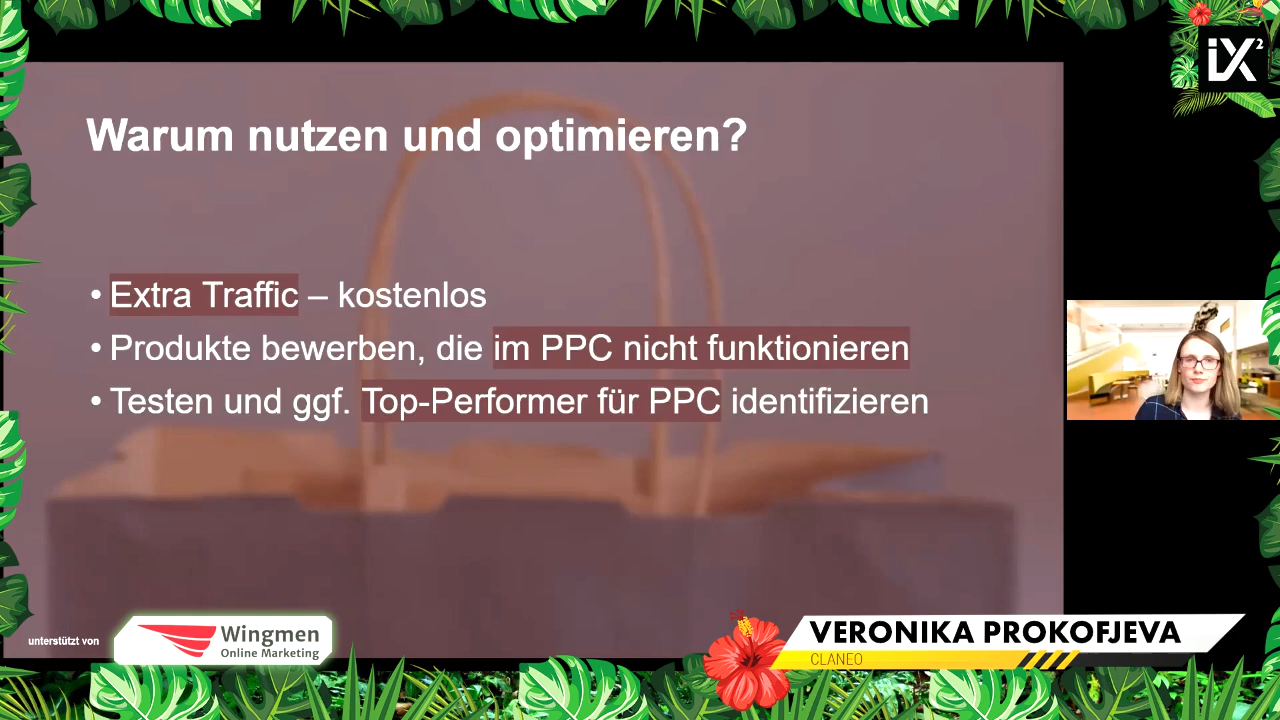 iX²
Warum nutzen und optimieren?
• Extra Traffic – kostenlos
• Produkte bewerben, die im PPC nicht funktionieren
• Testen und ggf. Top-Performer für PPC identifizieren
unterstützt von
Wingmen
Online Marketing
VERONIKA PROKOFJEVA
CLANEO